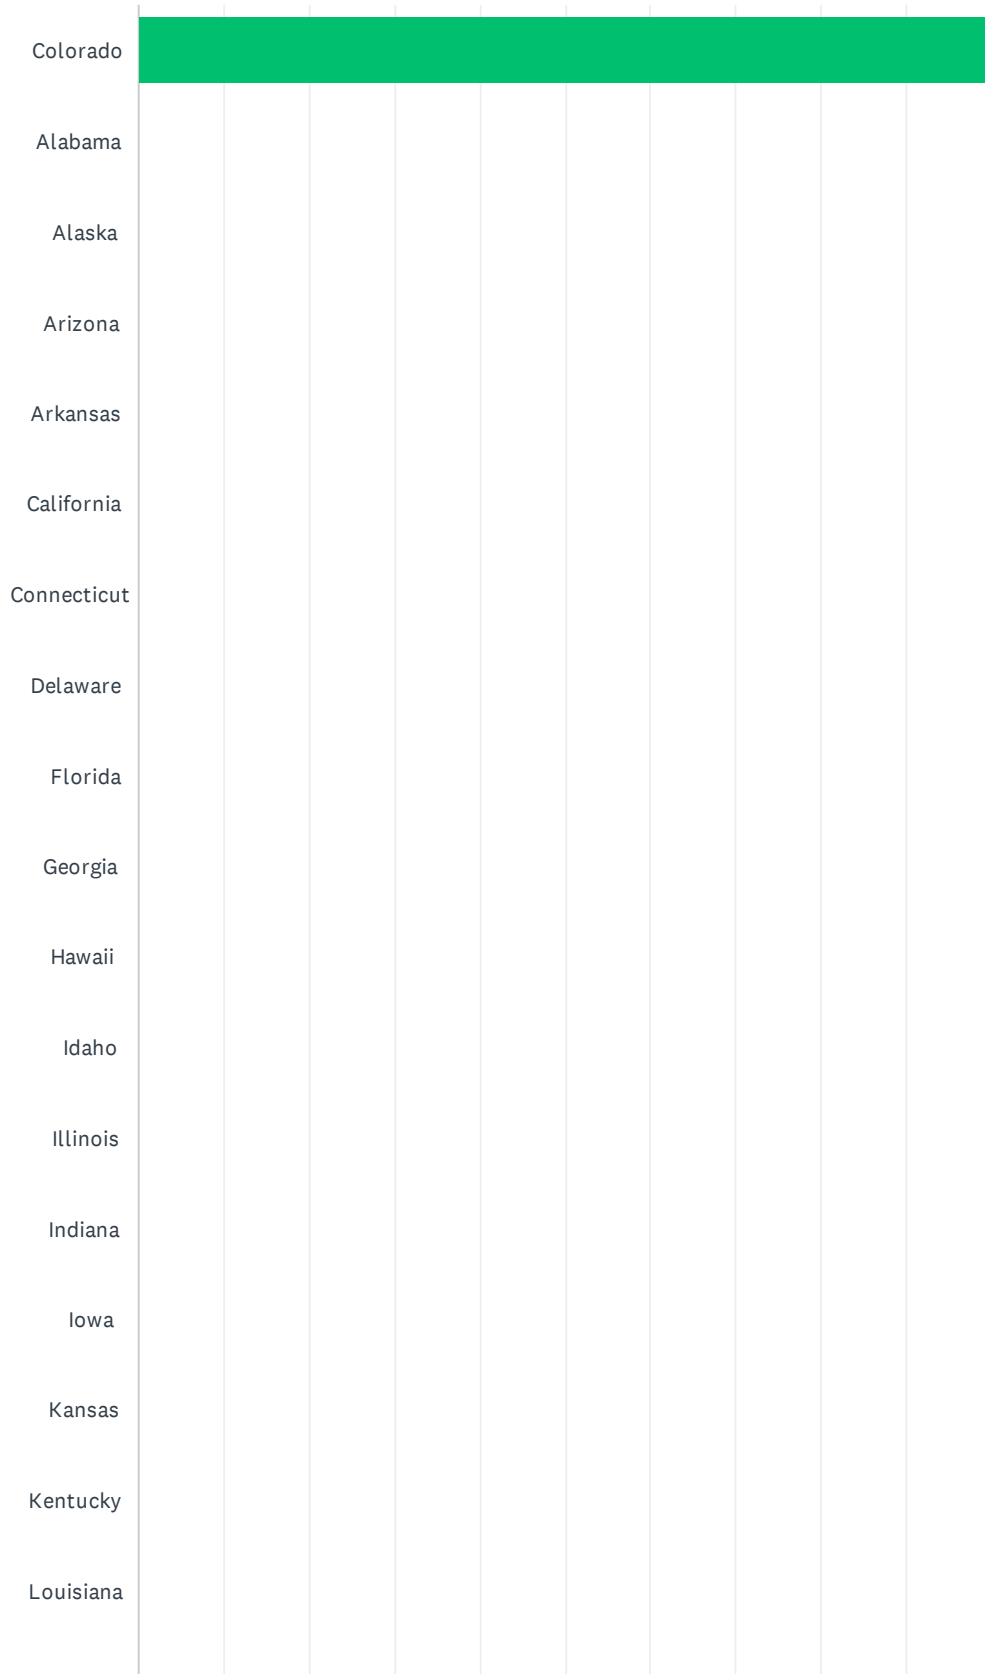 Colorado
Alabama
Alaska
Arizona
Arkansas
California
Connecticut
Delaware
Florida
Georgia
Hawaii
Idaho
Illinois
Indiana
Iowa
Kansas
Kentucky
Louisiana